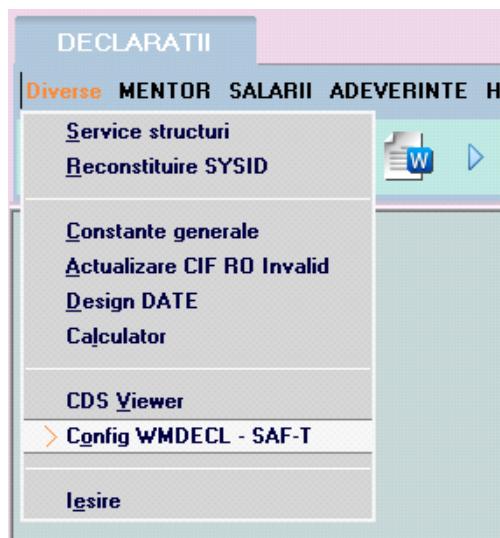 DECLARATII
Diverse MENTOR SALARII ADEVERINTE H
Service structuri
W
Reconstituire SYSID
Constante generale
Actualizare CIF RO Invalid
Design DATE
Calculator
CDS Viewer
Config WMDECL - SAF-T
Iesire